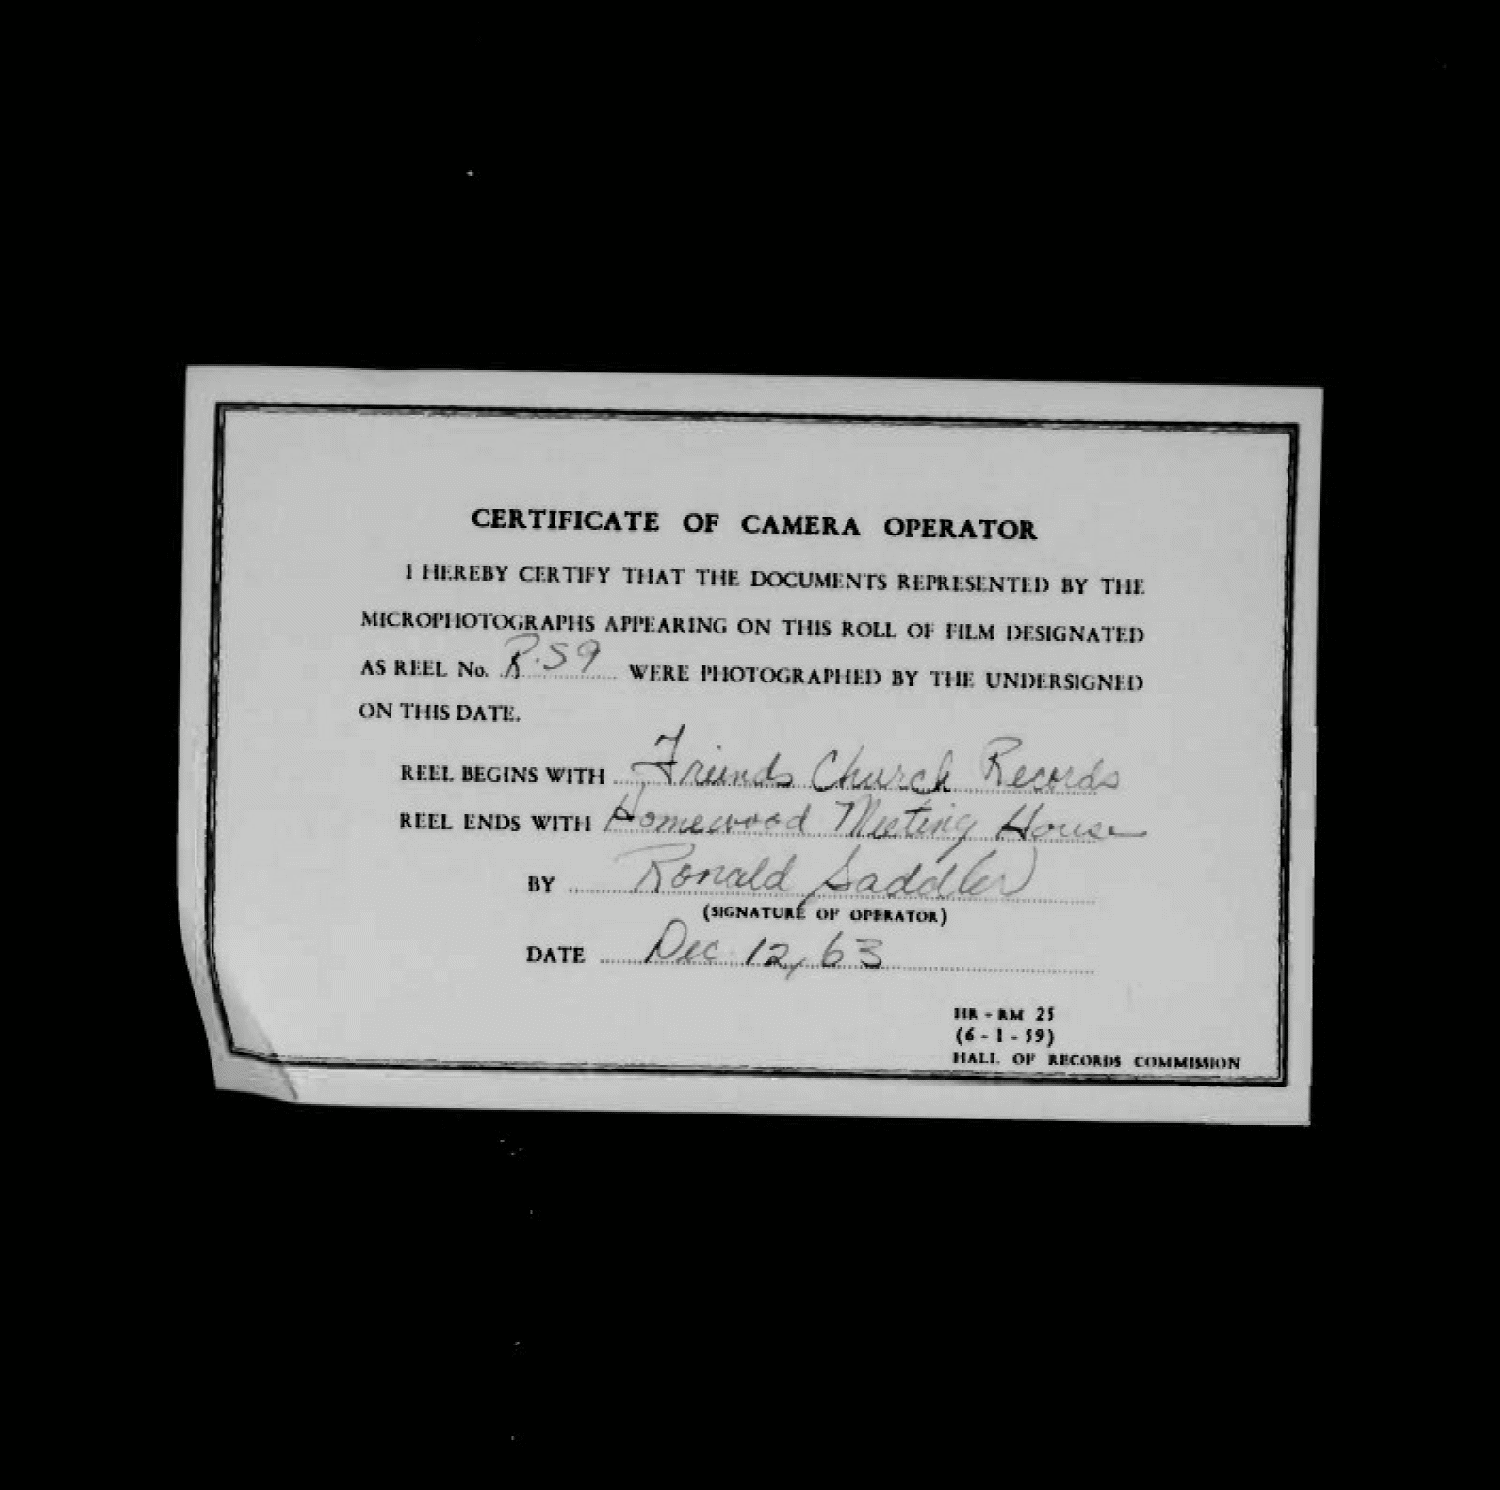 CERTIFICATE OF CAMERA OPERATOR
I HEREBY CERTIFY THAT THE DOCUMENTS REPRESENTED BY THE
MICROPHOTOGRAPHS APPEARING ON THIS ROLL OF FILM DESIGNATED
AS REEL No. R.59 WERE PHOTOGRAPHED BY THE UNDERSIGNED
ON THIS DATE.
REEL BEGINS WITH Friends Church Records
REEL ENDS WITH Homewood Meeting House
BY Ronald Saddler
(SIGNATURE OF OPERATOR)
DATE Dec 12, 63
HR - RM 25
(6 - 1 - 59)
HALL OF RECORDS COMMISSION